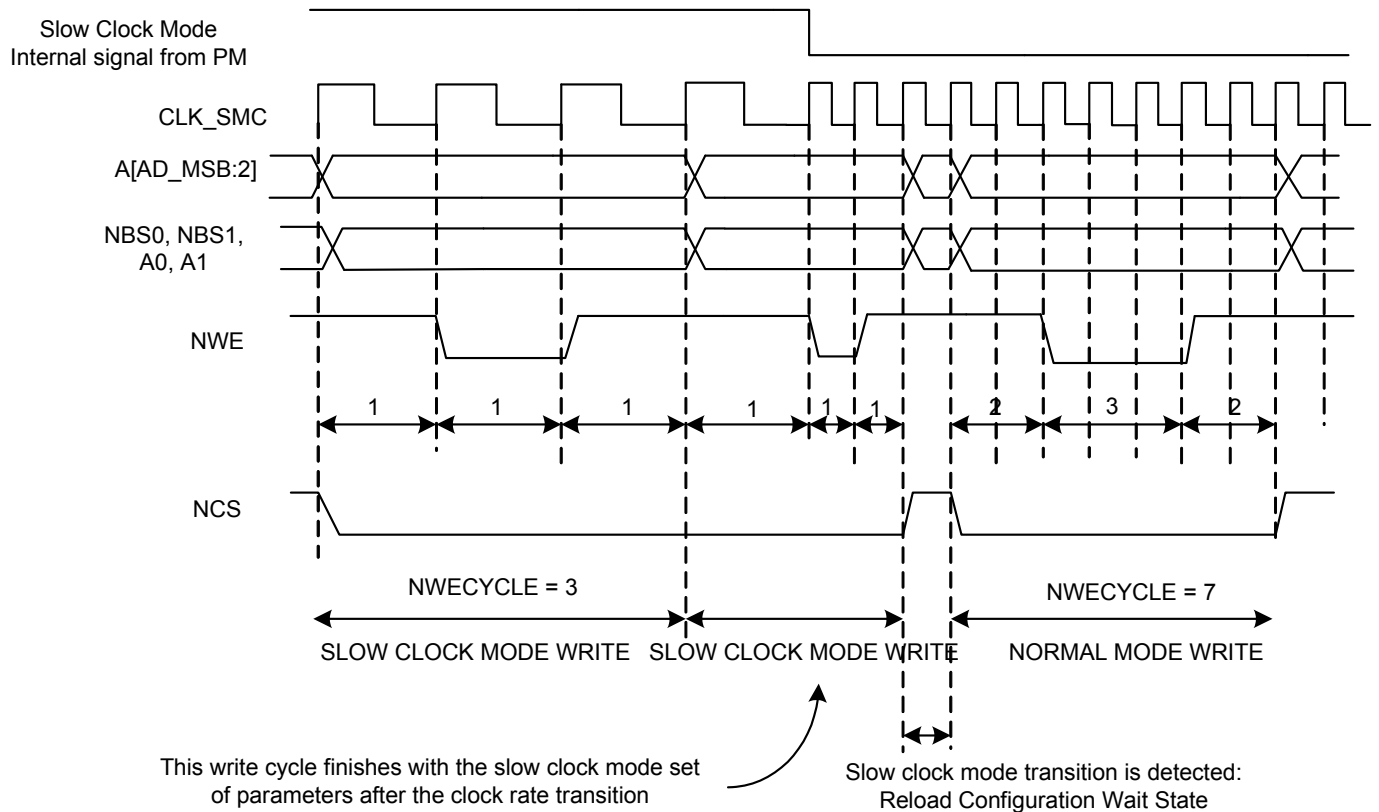 Slow Clock Mode
Internal signal from PM
CLK_SMC
A[AD_MSB:2]
NBS0, NBS1,
A0, A1
NWE
1 1 1 1 1 1 2 3 2
NCS
NWECYCLE = 3 NWECYCLE = 7
SLOW CLOCK MODE WRITE SLOW CLOCK MODE WRITE NORMAL MODE WRITE
This write cycle finishes with the slow clock mode set
of parameters after the clock rate transition
Slow clock mode transition is detected:
Reload Configuration Wait State